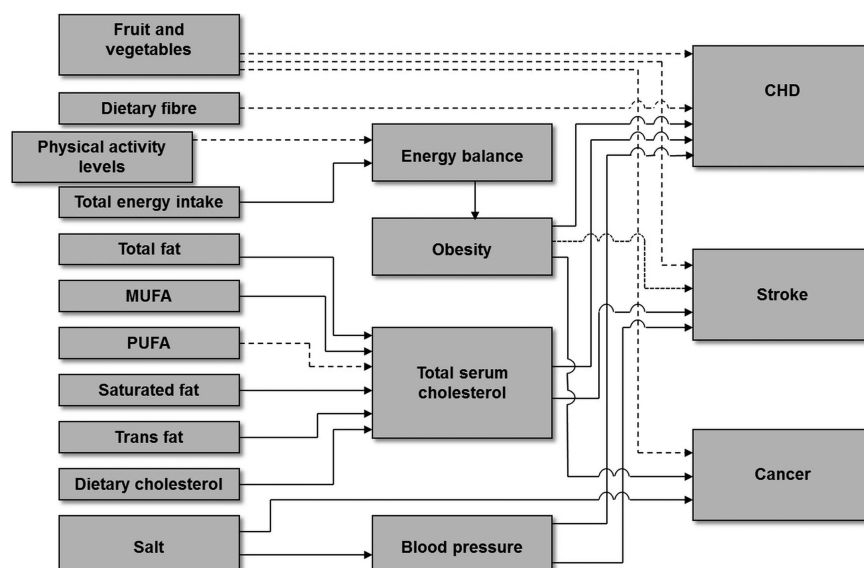 Fruit and
vegetables
Dietary fibre
Physical activity
levels
Total energy intake
Total fat
MUFA
PUFA
Saturated fat
Trans fat
Dietary cholesterol
Salt
Energy balance
Obesity
Total serum
cholesterol
Blood pressure
CHD
Stroke
Cancer